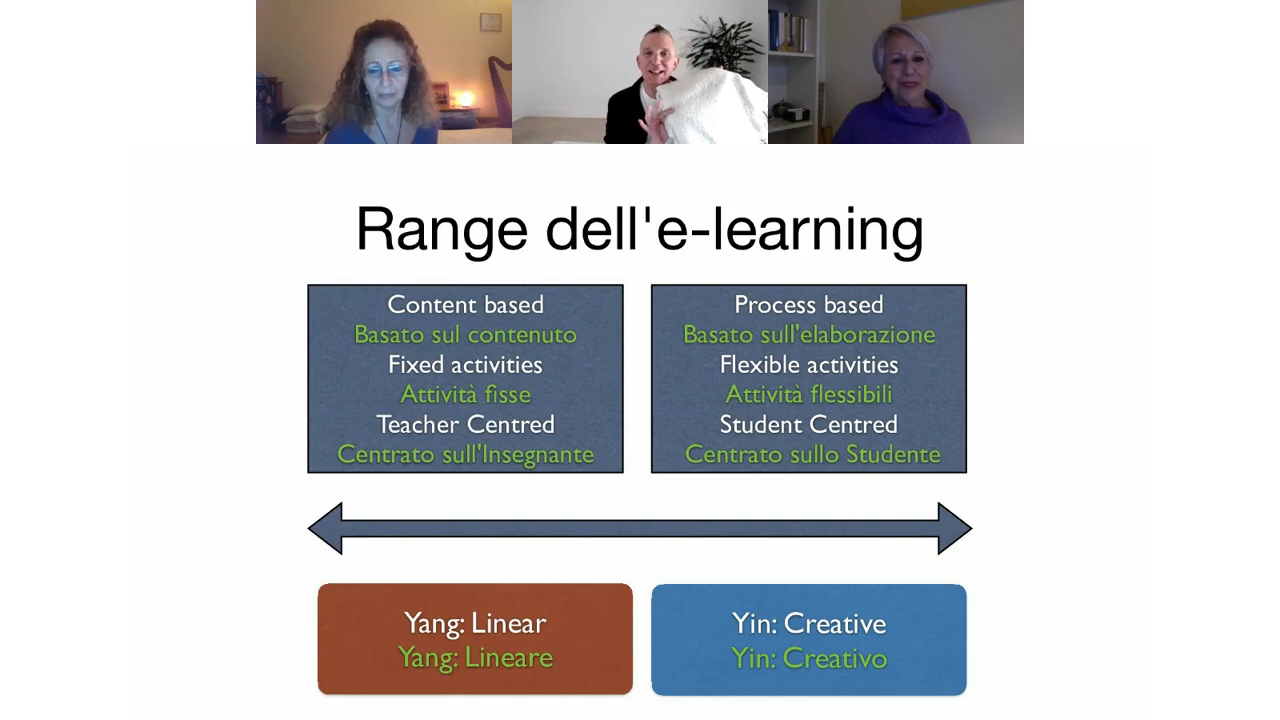 Range dell'e-learning
Content based
Basato sul contenuto
Fixed activities
Attività fisse
Teacher Centred
Centrato sull'Insegnante
Process based
Basato sull'elaborazione
Flexible activities
Attività flessibili
Student Centred
Centrato sullo Studente
Yang: Linear
Yang: Lineare
Yin: Creative
Yin: Creativo